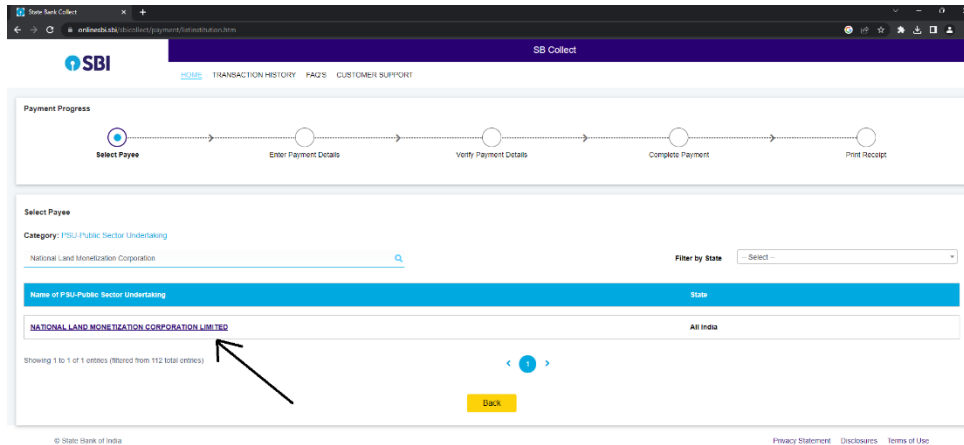 State Bank Collect
onlinesbi.sbi/sbicollect/payment/listinstitution.htm
SBI
SB Collect
HOME TRANSACTION HISTORY FAQ'S CUSTOMER SUPPORT
Payment Progress
Select Payee Enter Payment Details Verify Payment Details Complete Payment Print Receipt
Select Payee
Category: PSU-Public Sector Undertaking
National Land Monetization Corporation Filter by State -- Select --
Name of PSU-Public Sector Undertaking State
NATIONAL LAND MONETIZATION CORPORATION LIMITED All India
Showing 1 to 1 of 1 entries (filtered from 112 total entries) < 1 >
Back
© State Bank of India Privacy Statement Disclosures Terms of Use